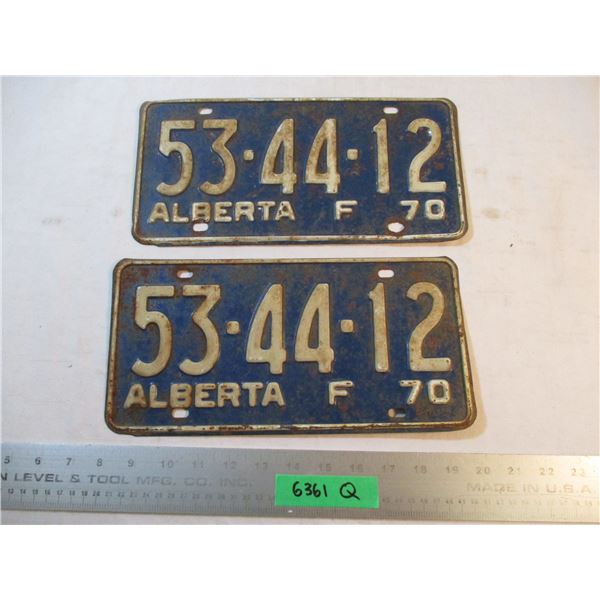 53·44·12
ALBERTA F 70
53·44·12
ALBERTA F 70
5 6 7 8 9 10 11 12 13 14 15 16 17 18 19 20 21 22 23
N LEVEL & TOOL MFG. CO. INC.
6361 Q
MADE IN U.S.A